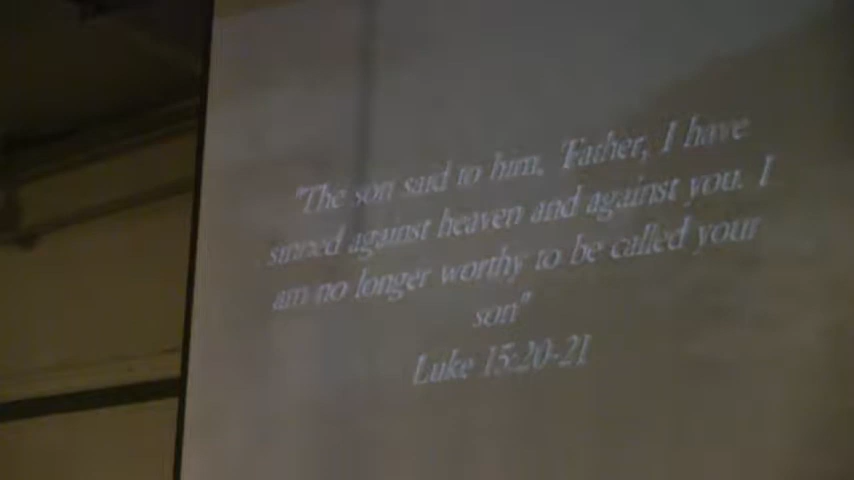 "The son said to him, 'Father, I have
sinned against heaven and against you. I
am no longer worthy to be called your
son"
Luke 15:20-21